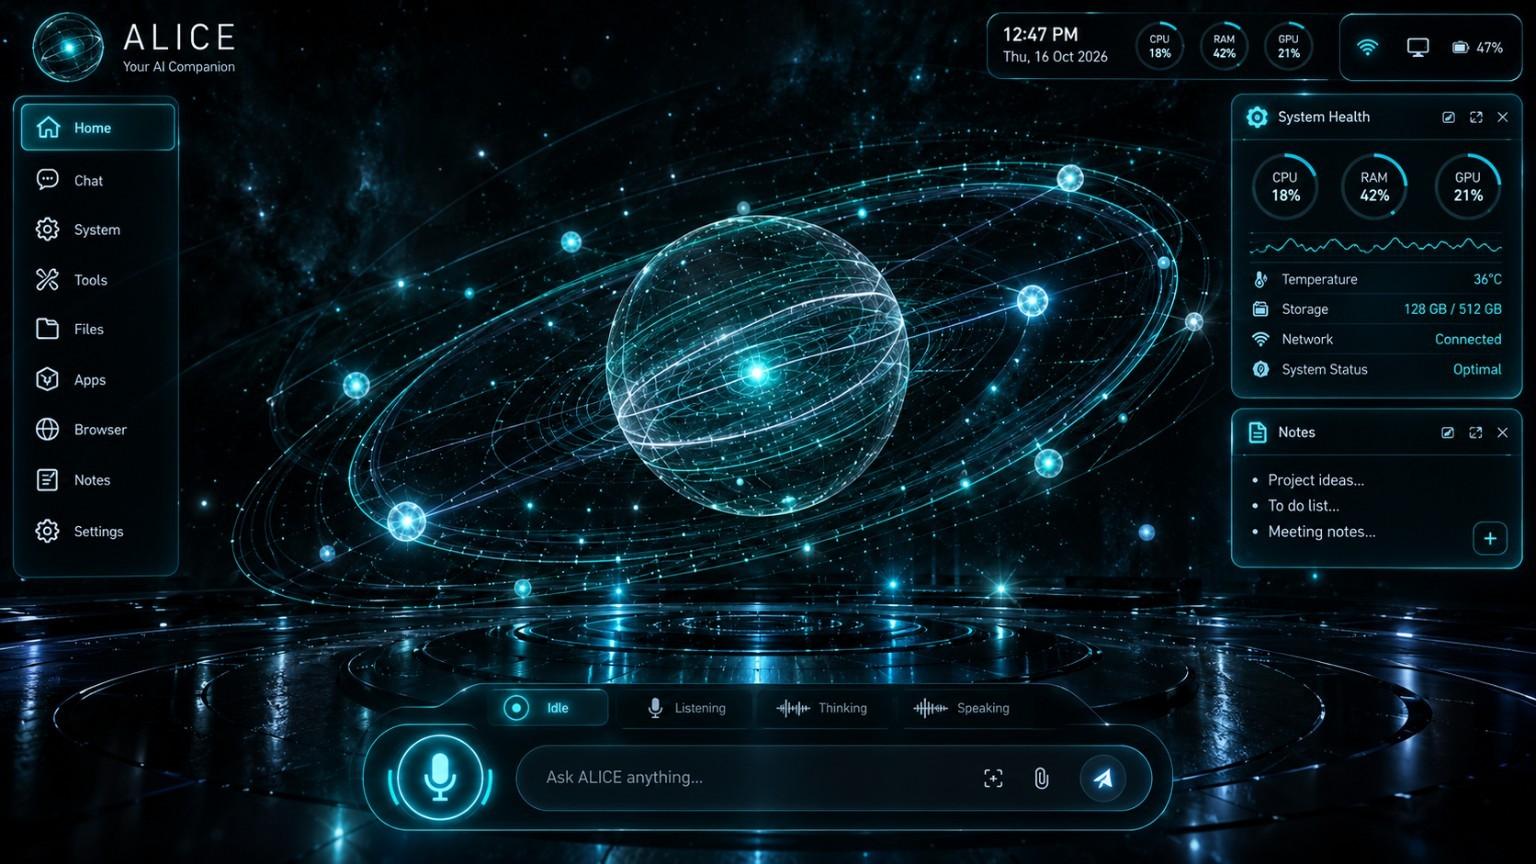 ALICE
Your AI Companion
12:47 PM
Thu, 16 Oct 2026
CPU
18%
RAM
42%
GPU
21%
47%
Home
Chat
System
Tools
Files
Apps
Browser
Notes
Settings
System Health
CPU
18%
RAM
42%
GPU
21%
Temperature 36°C
Storage 128 GB / 512 GB
Network Connected
System Status Optimal
Notes
• Project ideas...
• To do list...
• Meeting notes...
+
Idle
Listening
Thinking
Speaking
Ask ALICE anything...